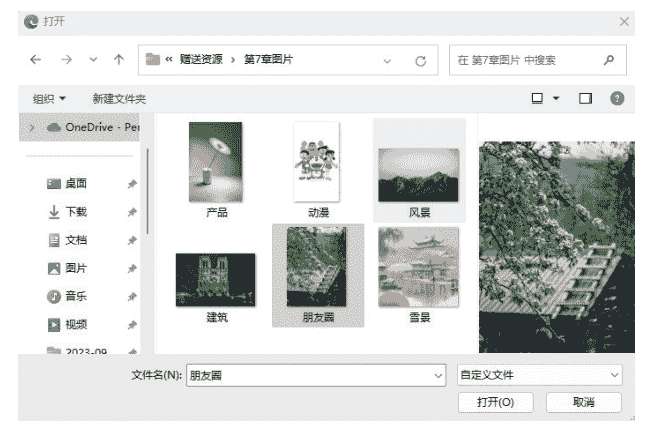 打开
« 赠送资源 › 第7章图片
在 第7章图片 中搜索
组织
新建文件夹
OneDrive - Per
桌面
下载
文档
图片
音乐
视频
2023-09
产品
动漫
风景
建筑
朋友圈
雪景
文件名(N):
朋友圈
自定义文件
打开(O)
取消